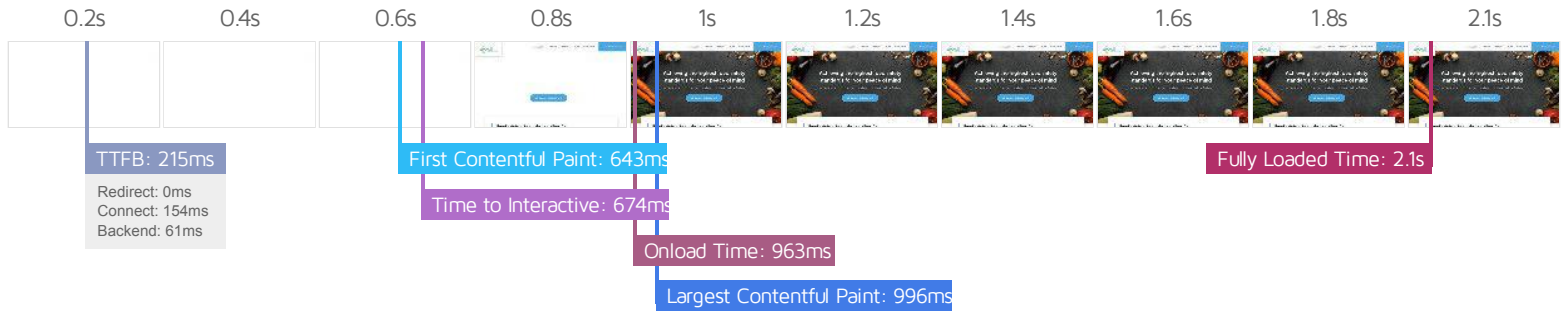 0.2s 0.4s 0.6s 0.8s 1s 1.2s 1.4s 1.6s 1.8s 2.1s
TTFB: 215ms
Redirect: 0ms
Connect: 154ms
Backend: 61ms
First Contentful Paint: 643ms
Time to Interactive: 674ms
Onload Time: 963ms
Largest Contentful Paint: 996ms
Fully Loaded Time: 2.1s